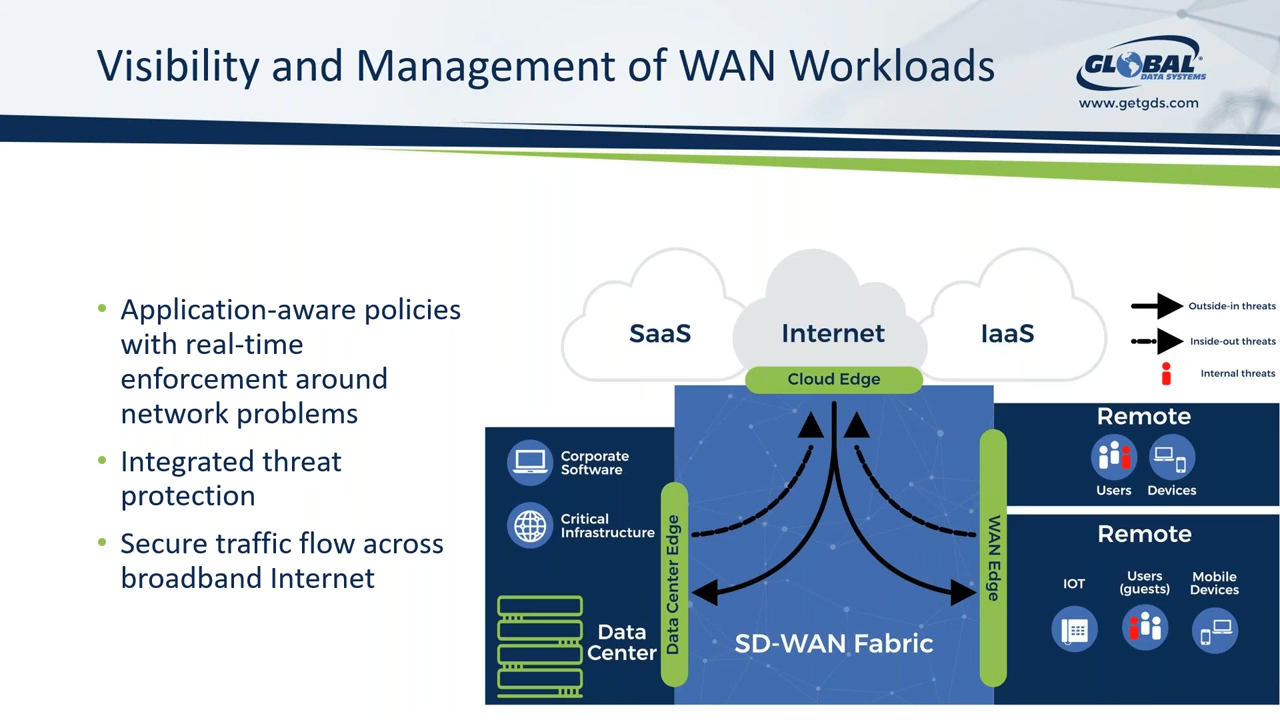 Visibility and Management of WAN Workloads
GLOBAL®
DATA SYSTEMS
www.getgds.com
• Application-aware policies
with real-time
enforcement around
network problems
• Integrated threat
protection
• Secure traffic flow across
broadband Internet
SaaS
Internet
IaaS
Cloud Edge
Outside-in threats
Inside-out threats
Internal threats
Corporate
Software
Critical
Infrastructure
Data
Center
Data Center Edge
SD-WAN Fabric
WAN Edge
Remote
Users
Devices
Remote
IOT
Users
(guests)
Mobile
Devices